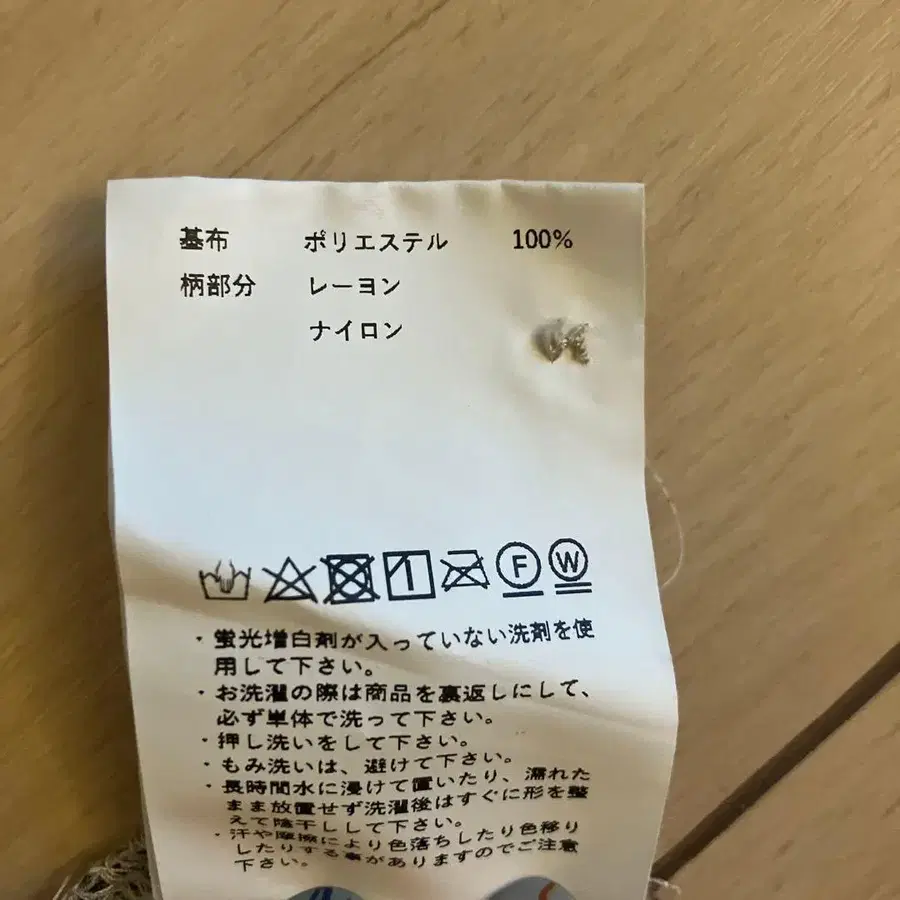 基布 ポリエステル 100%
柄部分 レーヨン
ナイロン
F W
・蛍光増白剤が入っていない洗剤を使
用して下さい。
・お洗濯の際は商品を裏返しにして、
必ず単体で洗って下さい。
・押し洗いをして下さい。
・もみ洗いは、避けて下さい。
・長時間水に浸けて置いたり、濡れた
まま放置せず洗濯後はすぐに形を整
えて陰干しして下さい。
・汗や摩擦により色落ちしたり色移り
したりする事がありますのでご注意
下さい。